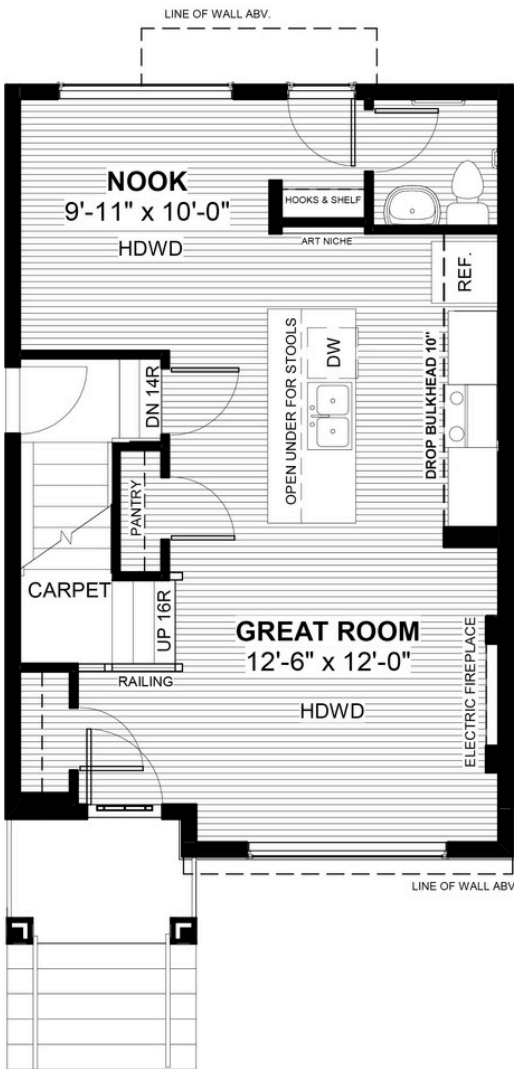 LINE OF WALL ABV.
NOOK
9'-11" x 10'-0"
HDWD
HOOKS & SHELF
ART NICHE
REF.
DN 14R
OPEN UNDER FOR STOOLS
DW
DROP BULKHEAD 10"
PANTRY
CARPET
UP 16R
RAILING
GREAT ROOM
12'-6" x 12'-0"
HDWD
ELECTRIC FIREPLACE
LINE OF WALL ABV